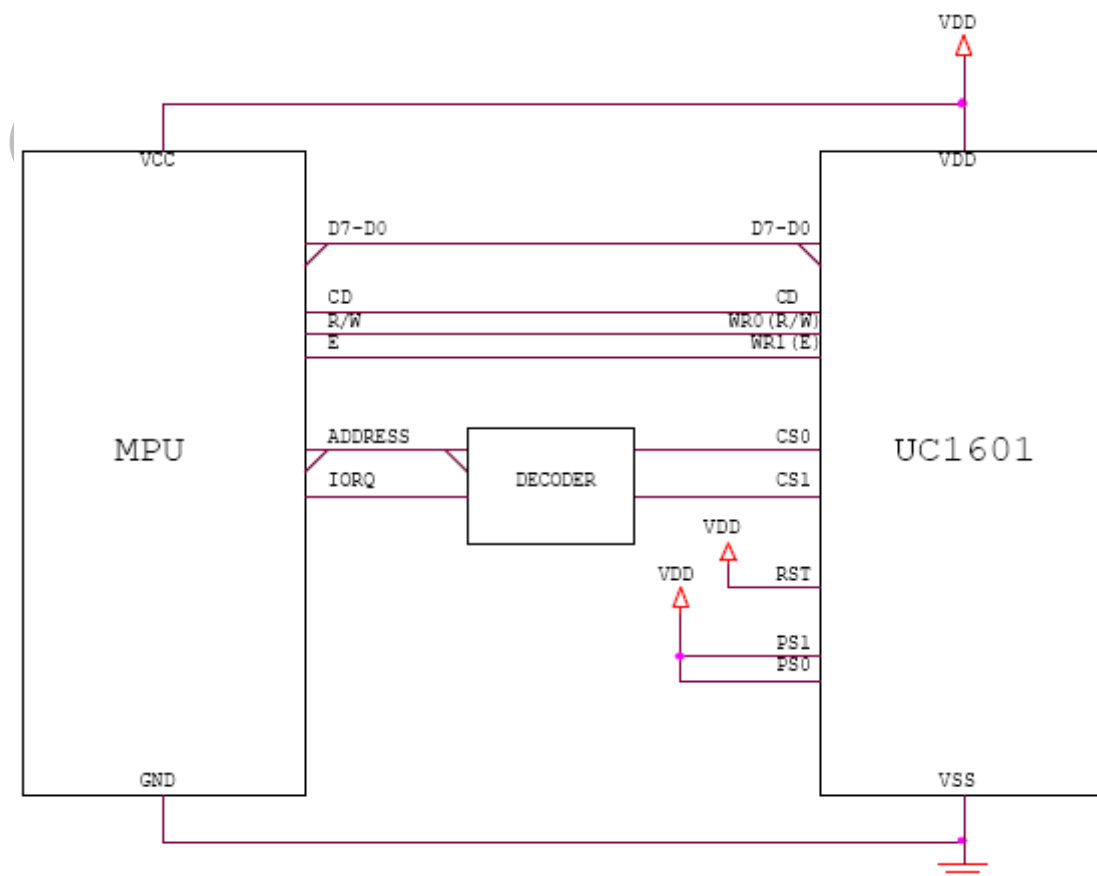 VDD
VCC VDD
D7-D0 D7-D0
CD CD
R/W WR0(R/W)
E WR1(E)
ADDRESS CS0
MPU UC1601
IORQ DECODER CS1
VDD
VDD RST
PS1
PS0
GND VSS